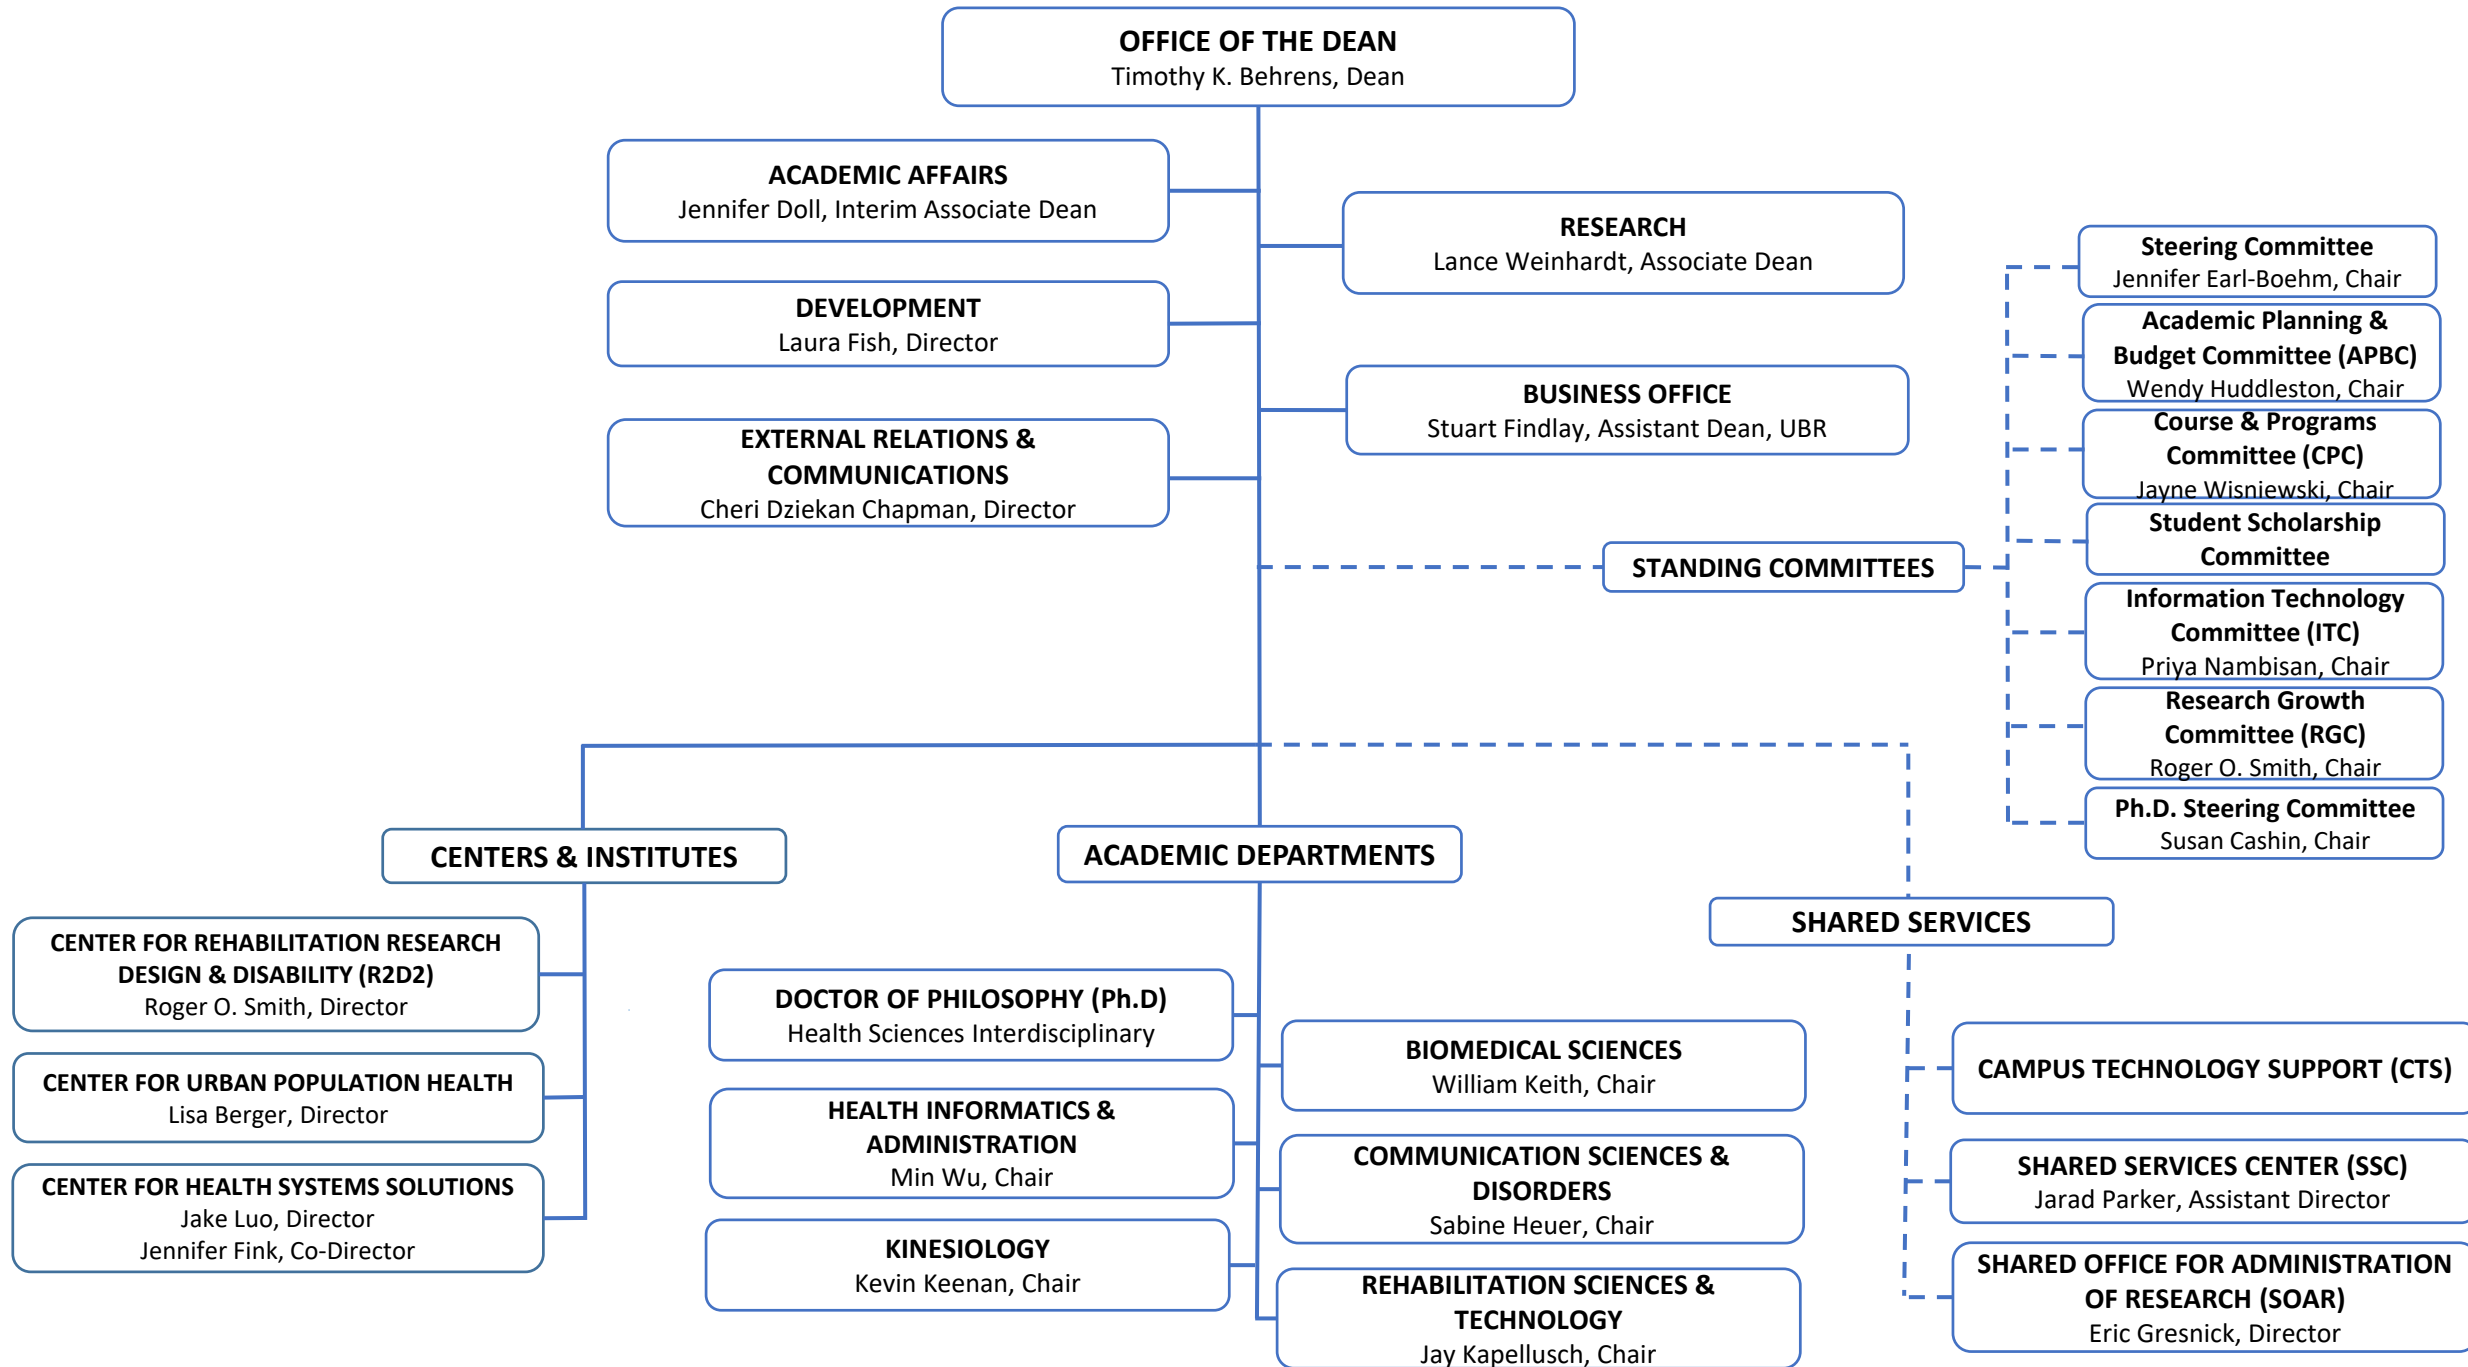 OFFICE OF THE DEAN
Timothy K. Behrens, Dean
ACADEMIC AFFAIRS
Jennifer Doll, Interim Associate Dean
RESEARCH
Lance Weinhardt, Associate Dean
DEVELOPMENT
Laura Fish, Director
BUSINESS OFFICE
Stuart Findlay, Assistant Dean, UBR
EXTERNAL RELATIONS &
COMMUNICATIONS
Cheri Dziekan Chapman, Director
STANDING COMMITTEES
Steering Committee
Jennifer Earl-Boehm, Chair
Academic Planning &
Budget Committee (APBC)
Wendy Huddleston, Chair
Course & Programs
Committee (CPC)
Jayne Wisniewski, Chair
Student Scholarship
Committee
Information Technology
Committee (ITC)
Priya Nambisan, Chair
Research Growth
Committee (RGC)
Roger O. Smith, Chair
Ph.D. Steering Committee
Susan Cashin, Chair
CENTERS & INSTITUTES
CENTER FOR REHABILITATION RESEARCH
DESIGN & DISABILITY (R2D2)
Roger O. Smith, Director
CENTER FOR URBAN POPULATION HEALTH
Lisa Berger, Director
CENTER FOR HEALTH SYSTEMS SOLUTIONS
Jake Luo, Director
Jennifer Fink, Co-Director
ACADEMIC DEPARTMENTS
DOCTOR OF PHILOSOPHY (Ph.D)
Health Sciences Interdisciplinary
HEALTH INFORMATICS &
ADMINISTRATION
Min Wu, Chair
KINESIOLOGY
Kevin Keenan, Chair
BIOMEDICAL SCIENCES
William Keith, Chair
COMMUNICATION SCIENCES &
DISORDERS
Sabine Heuer, Chair
REHABILITATION SCIENCES &
TECHNOLOGY
Jay Kapellusch, Chair
SHARED SERVICES
CAMPUS TECHNOLOGY SUPPORT (CTS)
SHARED SERVICES CENTER (SSC)
Jarad Parker, Assistant Director
SHARED OFFICE FOR ADMINISTRATION
OF RESEARCH (SOAR)
Eric Gresnick, Director